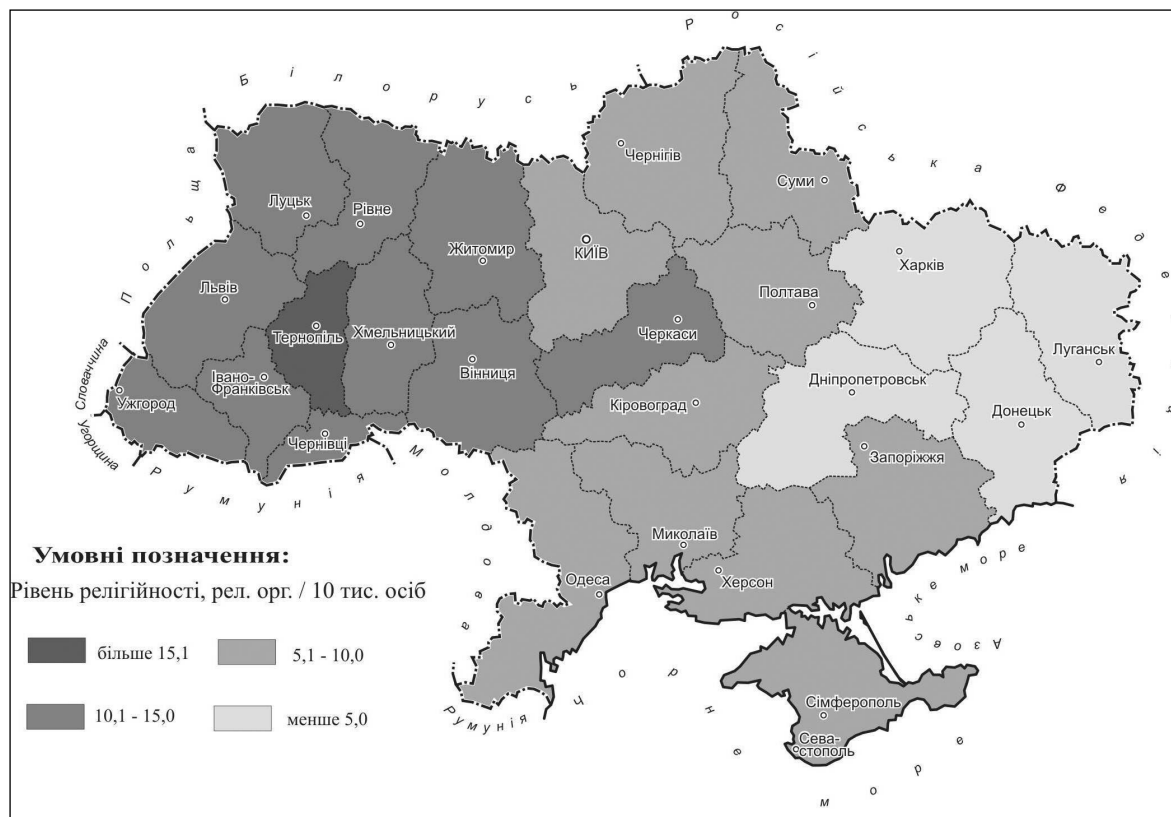 Білорусь
Російська Федерація
Польща
Словаччина
Угорщина
Румунія
Молдова
Румунія
Чорне море
Азовське море
Чернігів
Суми
Луцьк
Рівне
Житомир
КИЇВ
Харків
Львів
Тернопіль
Хмельницький
Вінниця
Черкаси
Полтава
Луганськ
Івано-
Франківськ
Ужгород
Чернівці
Кіровоград
Дніпропетровськ
Донецьк
Запоріжжя
Миколаїв
Одеса
Херсон
Сімферополь
Сева-
стополь
Умовні позначення:
Рівень релігійності, рел. орг. / 10 тис. осіб
більше 15,1
5,1 - 10,0
10,1 - 15,0
менше 5,0